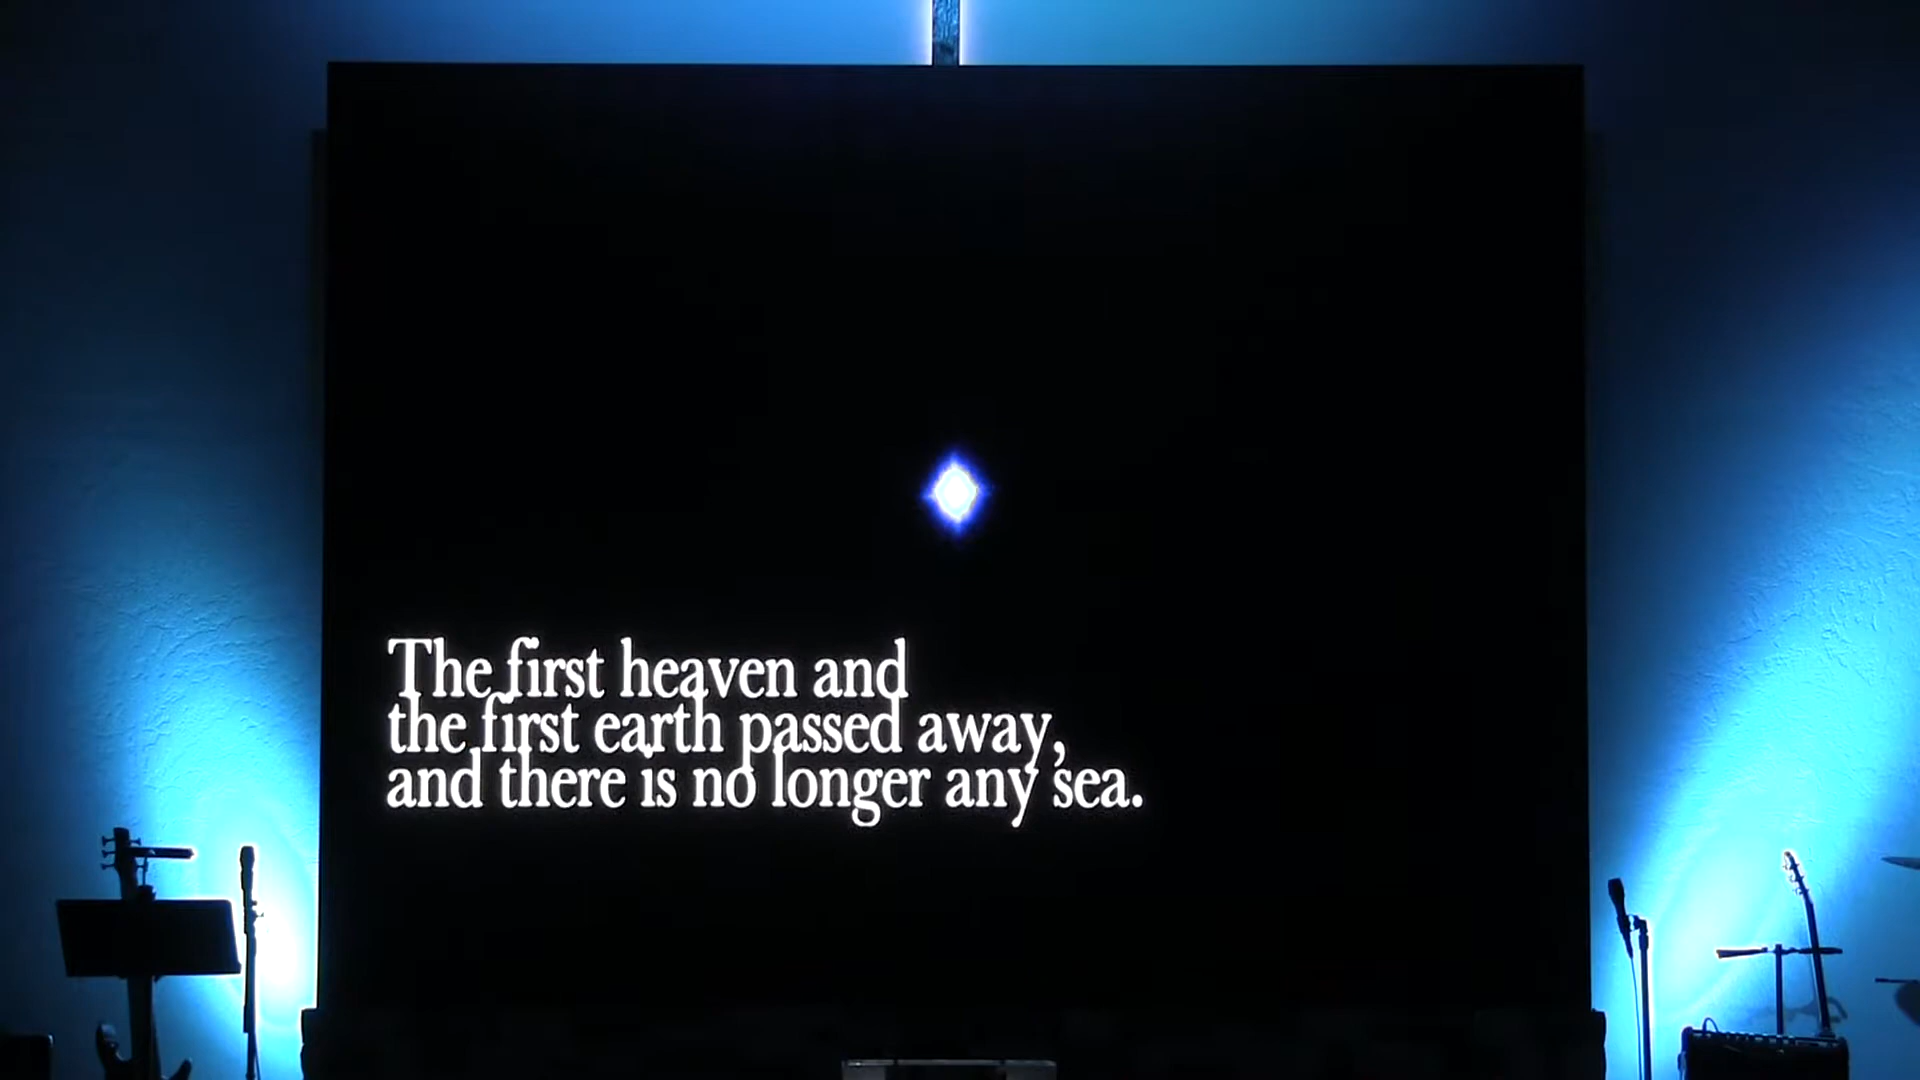 The first heaven and
the first earth passed away,
and there is no longer any sea.